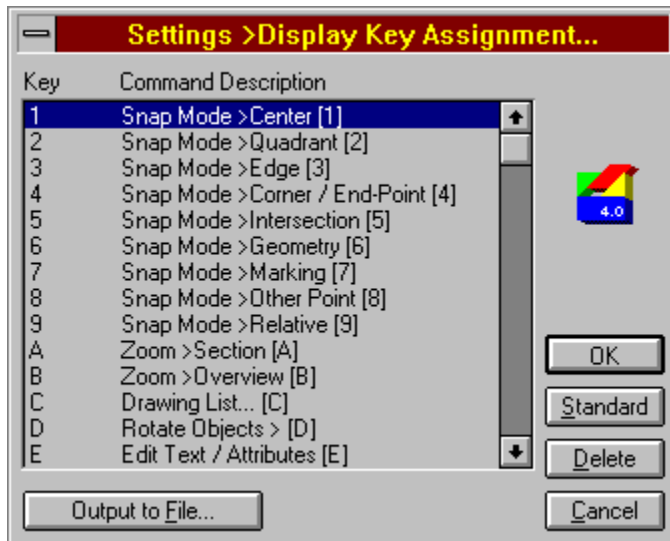 Settings >Display Key Assignment...
Key Command Description
1 Snap Mode >Center [1]
2 Snap Mode >Quadrant [2]
3 Snap Mode >Edge [3]
4 Snap Mode >Corner / End-Point [4]
5 Snap Mode >Intersection [5]
6 Snap Mode >Geometry [6]
7 Snap Mode >Marking [7]
8 Snap Mode >Other Point [8]
9 Snap Mode >Relative [9]
A Zoom >Section [A]
B Zoom >Overview [B]
C Drawing List... [C]
D Rotate Objects > [D]
E Edit Text / Attributes [E]
4.0
OK
Standard
Delete
Output to File...
Cancel